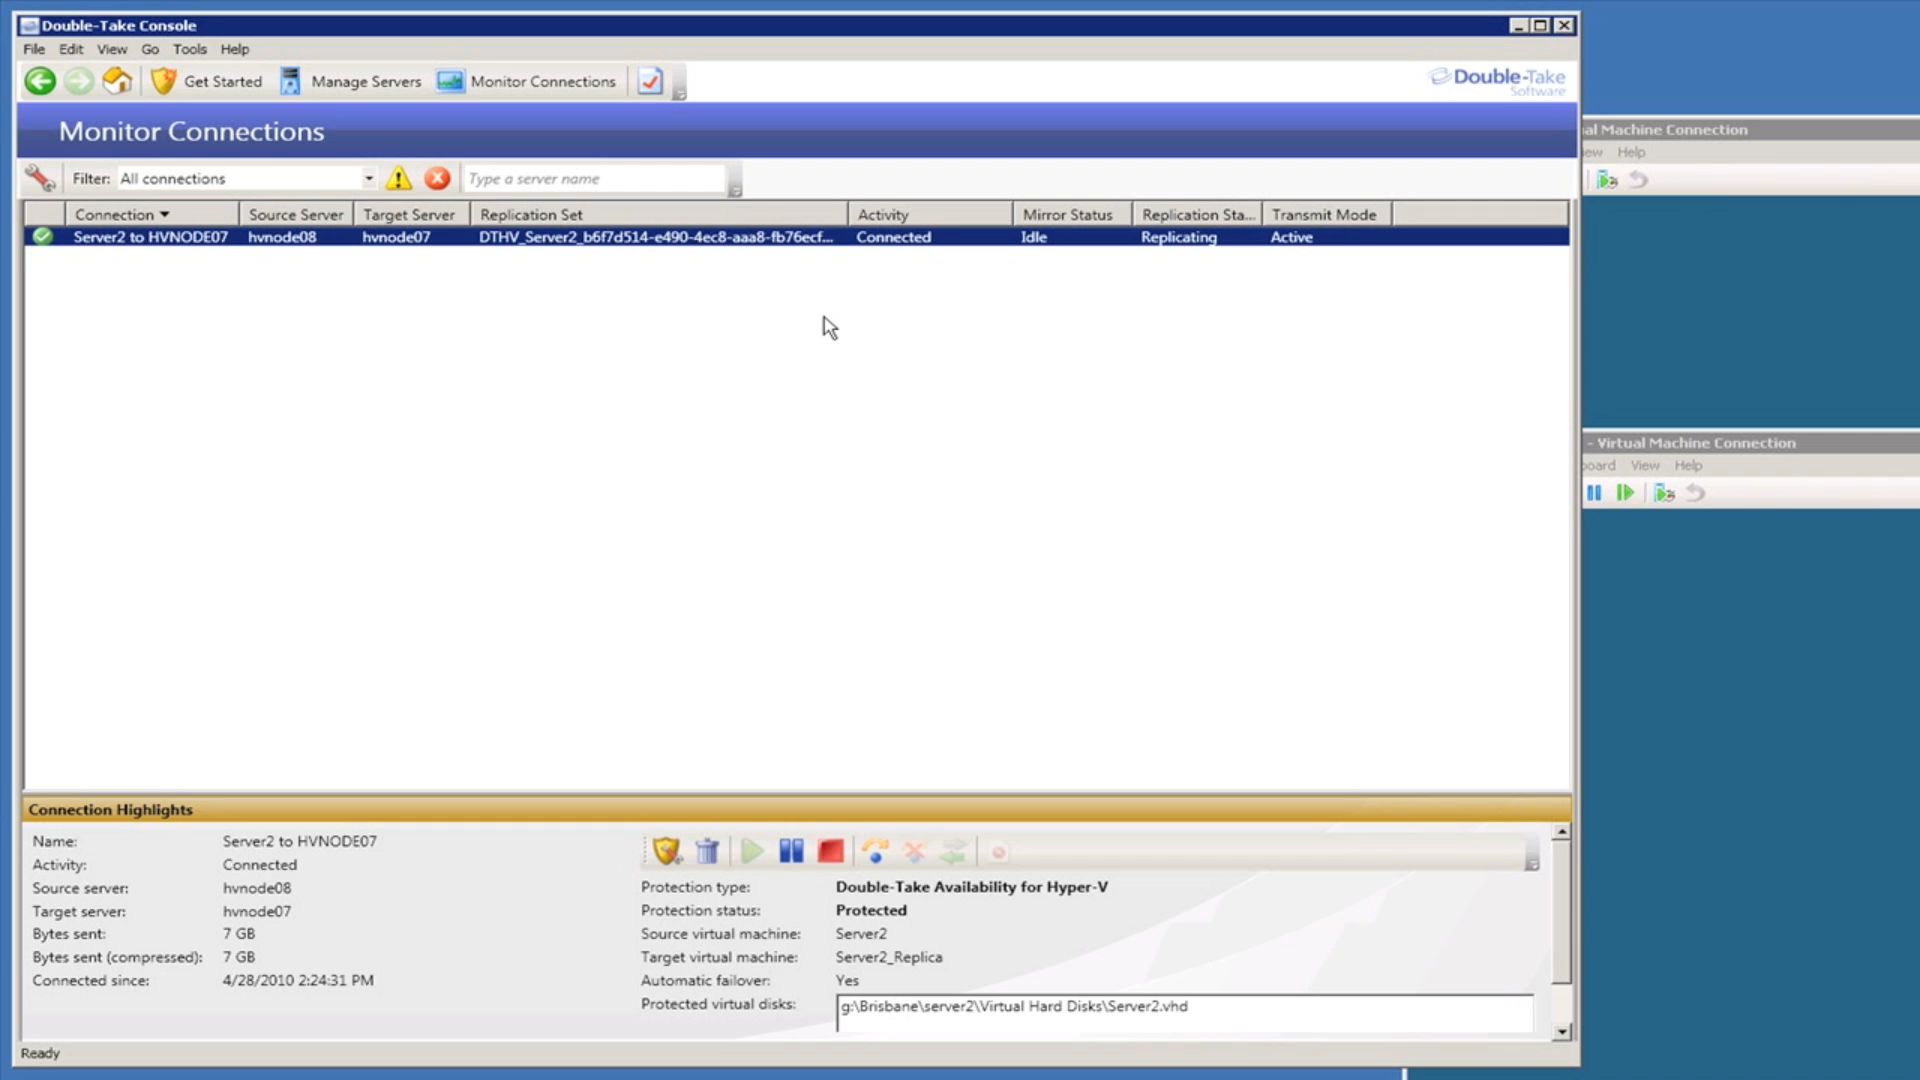 Double-Take Console
File Edit View Go Tools Help
Get Started Manage Servers Monitor Connections
Double-Take
Software
Monitor Connections
Filter: All connections Type a server name
Connection Source Server Target Server Replication Set Activity Mirror Status Replication Sta... Transmit Mode
Server2 to HVNODE07 hvnode08 hvnode07 DTHV_Server2_b6f7d514-e490-4ec8-aaa8-fb76ecf... Connected Idle Replicating Active
Connection Highlights
Name: Server2 to HVNODE07
Activity: Connected
Source server: hvnode08
Target server: hvnode07
Bytes sent: 7 GB
Bytes sent (compressed): 7 GB
Connected since: 4/28/2010 2:24:31 PM
Protection type: Double-Take Availability for Hyper-V
Protection status: Protected
Source virtual machine: Server2
Target virtual machine: Server2_Replica
Automatic failover: Yes
Protected virtual disks: g:\Brisbane\server2\Virtual Hard Disks\Server2.vhd
Ready
al Machine Connection
ew Help
- Virtual Machine Connection
board View Help